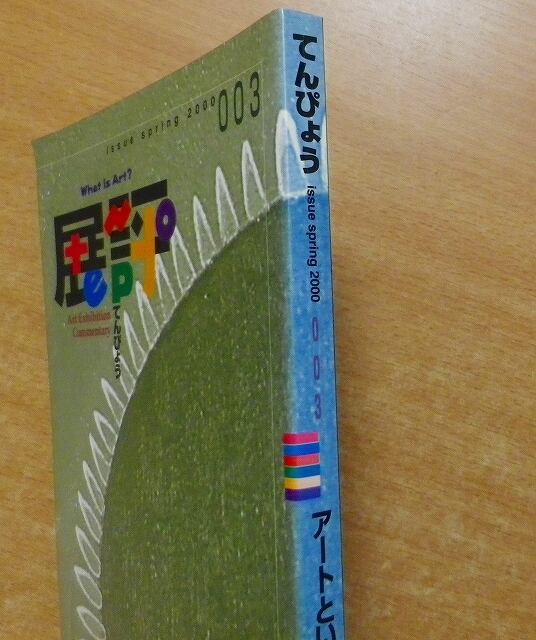 issue spring 2000 003
What is Art?
展評
te p o
Art Exhibition
Commentary
てんぴょう
てんぴょう issue spring 2000 003
アートとい